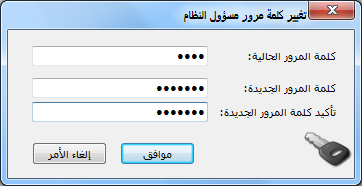 تغيير كلمة مرور مسؤول النظام
كلمة المرور الحالية:
كلمة المرور الجديدة:
تأكيد كلمة المرور الجديدة:
موافق
إلغاء الأمر